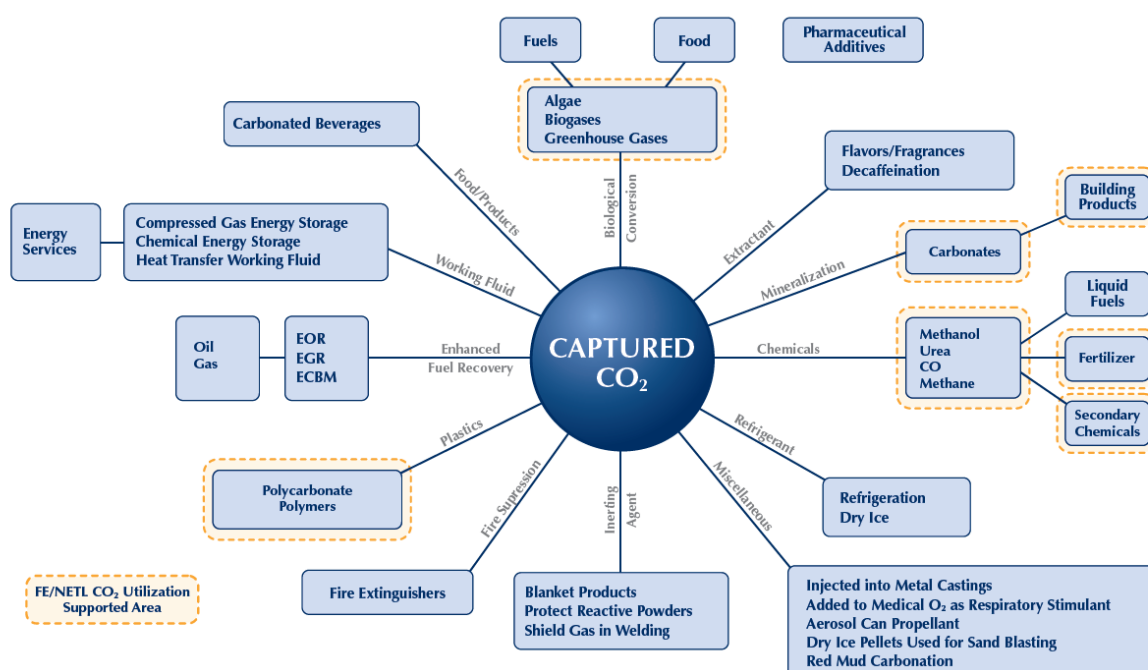 Fuels
Food
Pharmaceutical
Additives
Algae
Biogases
Greenhouse Gases
Carbonated Beverages
Flavors/Fragrances
Decaffeination
Building
Products
Food/Products
Biological
Conversion
Extractant
Energy
Services
Compressed Gas Energy Storage
Chemical Energy Storage
Heat Transfer Working Fluid
Working Fluid
Mineralization
Carbonates
Liquid
Fuels
Oil
Gas
EOR
EGR
ECBM
Enhanced
Fuel Recovery
CAPTURED
CO₂
Chemicals
Methanol
Urea
CO
Methane
Fertilizer
Secondary
Chemicals
Plastics
Polycarbonate
Polymers
Fire Supression
Inerting
Agent
Miscellaneous
Refrigerant
Refrigeration
Dry Ice
FE/NETL CO₂ Utilization
Supported Area
Fire Extinguishers
Blanket Products
Protect Reactive Powders
Shield Gas in Welding
Injected into Metal Castings
Added to Medical O₂ as Respiratory Stimulant
Aerosol Can Propellant
Dry Ice Pellets Used for Sand Blasting
Red Mud Carbonation